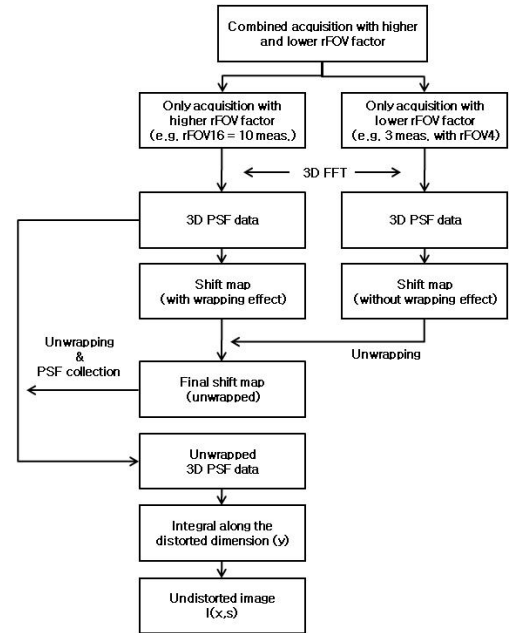 Combined acquisition with higher
and lower rFOV factor
Only acquisition with
higher rFOV factor
(e.g. rFOV16 = 10 meas.)
Only acquisition with
lower rFOV factor
(e.g. 3 meas. with rFOV4)
3D FFT
3D PSF data
3D PSF data
Shift map
(with wrapping effect)
Shift map
(without wrapping effect)
Unwrapping
&
PSF collection
Unwrapping
Final shift map
(unwrapped)
Unwrapped
3D PSF data
Integral along the
distorted dimension (y)
Undistorted image
I(x,s)